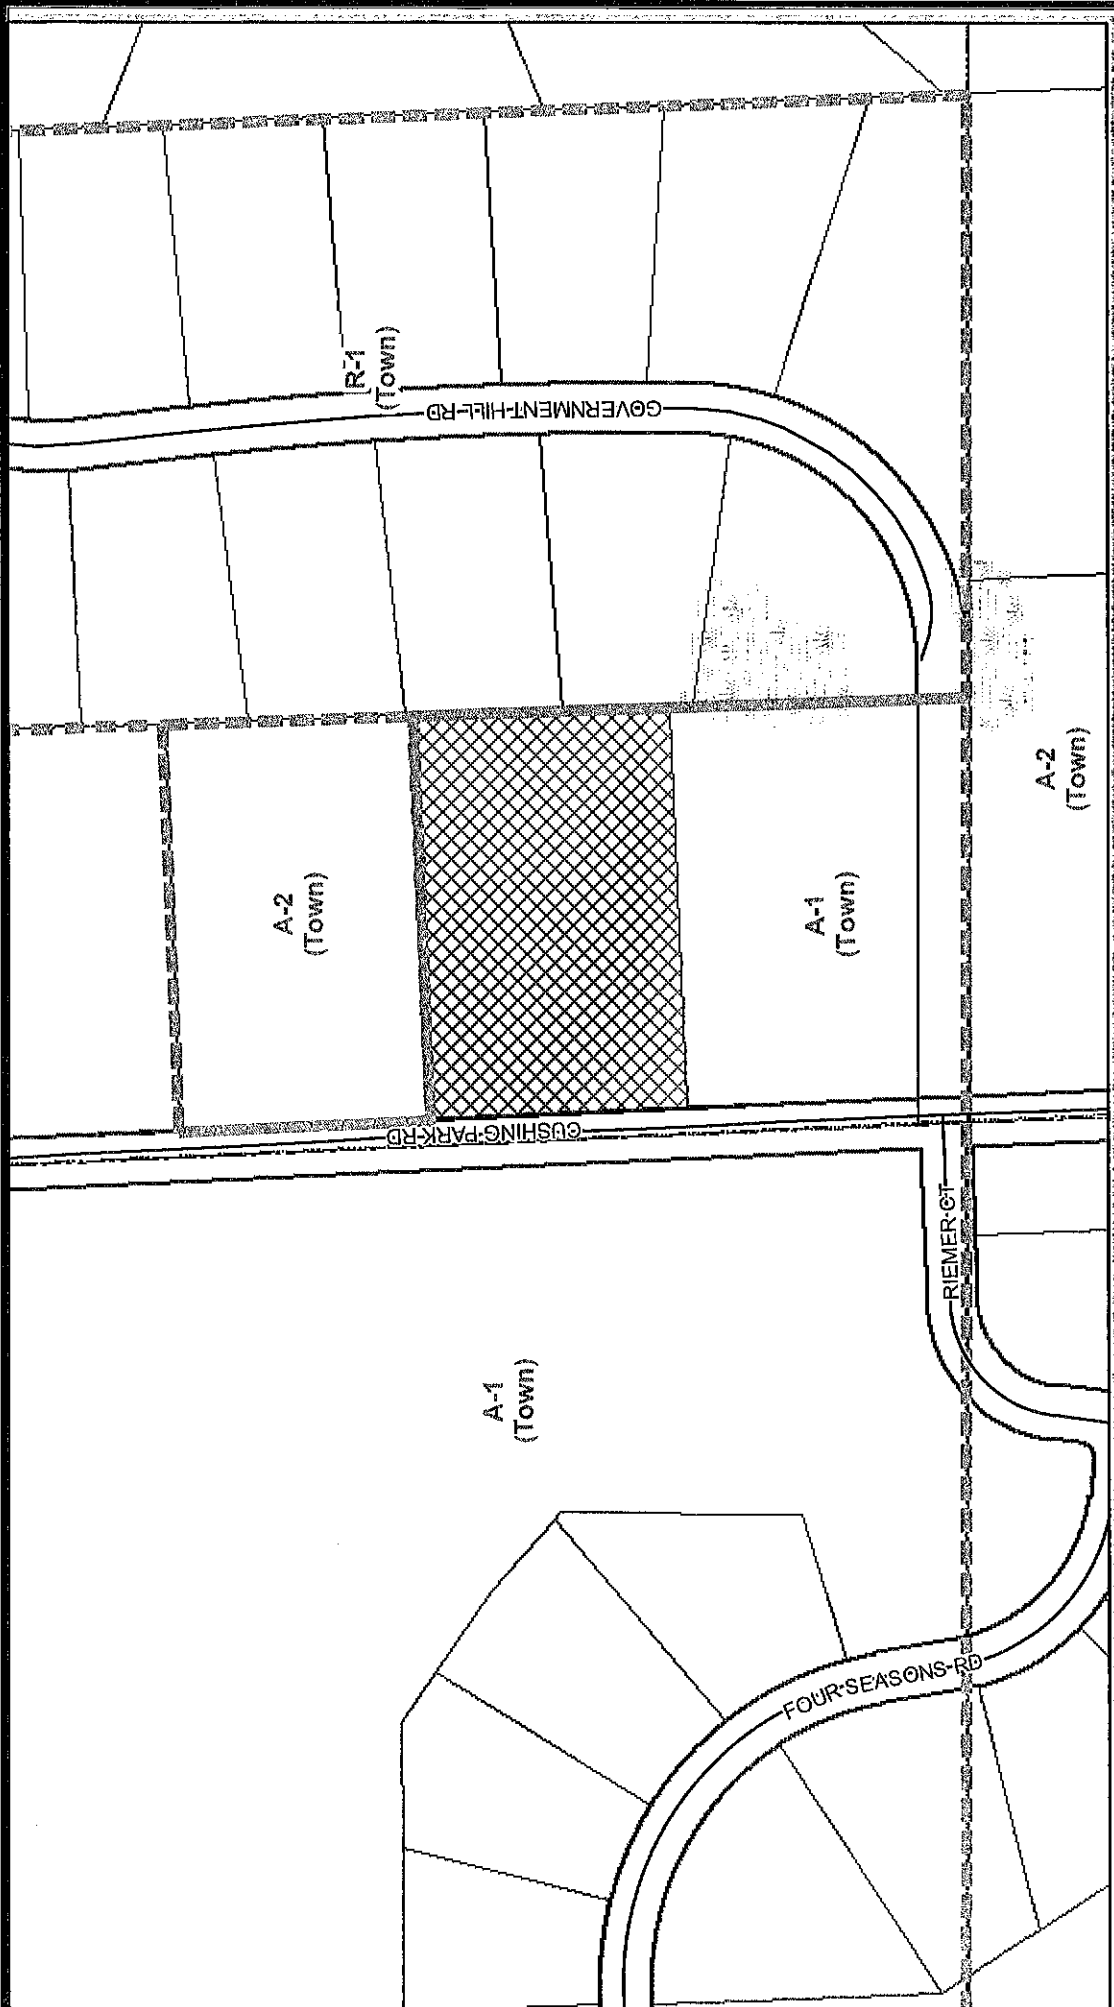 R-1
(Town)
GOVERNMENT-HILL-RD
A-2
(Town)
A-2
(Town)
A-1
(Town)
CUSHING-PARK-RD
RIEMER-CT
A-1
(Town)
FOUR-SEASONS-RD